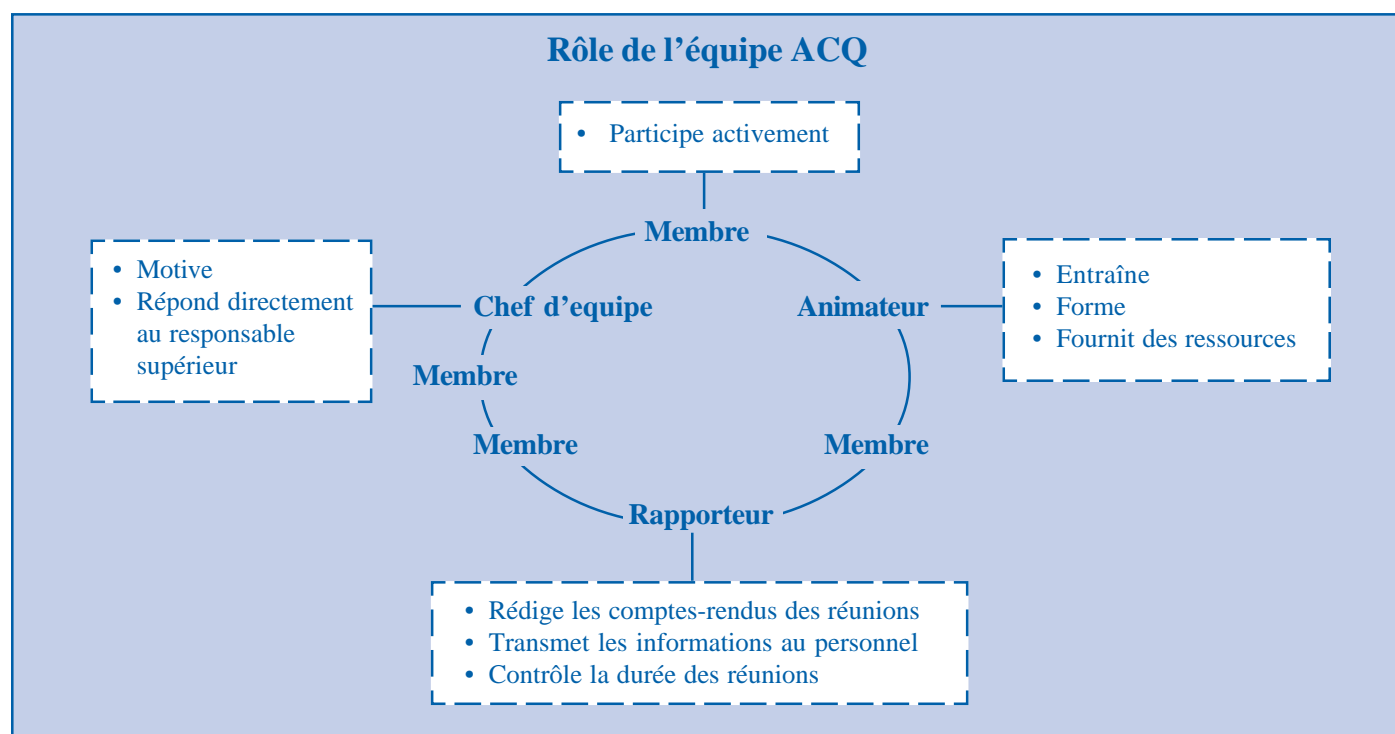 Rôle de l’équipe ACQ
• Participe activement
Membre
• Motive
• Répond directement
au responsable
supérieur
Chef d’equipe
Animateur
• Entraîne
• Forme
• Fournit des ressources
Membre
Membre
Membre
Rapporteur
• Rédige les comptes-rendus des réunions
• Transmet les informations au personnel
• Contrôle la durée des réunions